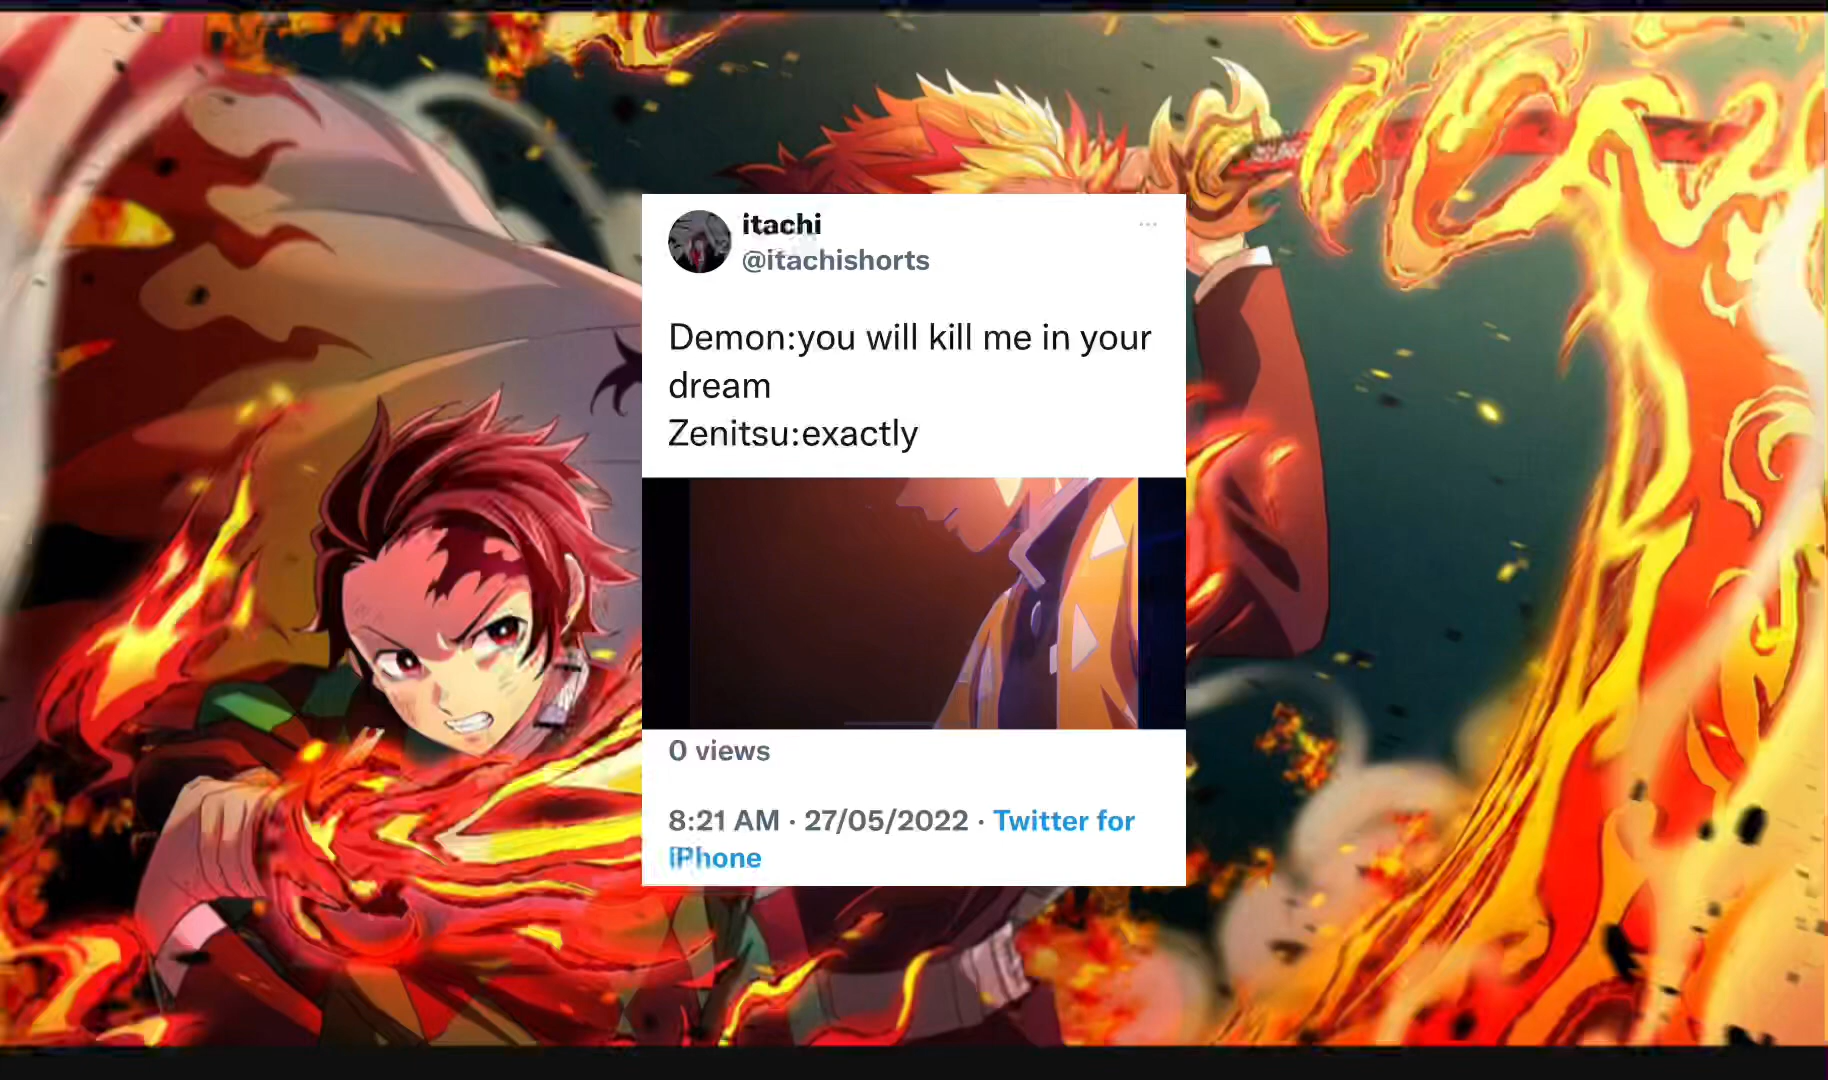 itachi
@itachishorts
Demon:you will kill me in your
dream
Zenitsu:exactly
0 views
8:21 AM · 27/05/2022 · Twitter for
iPhone